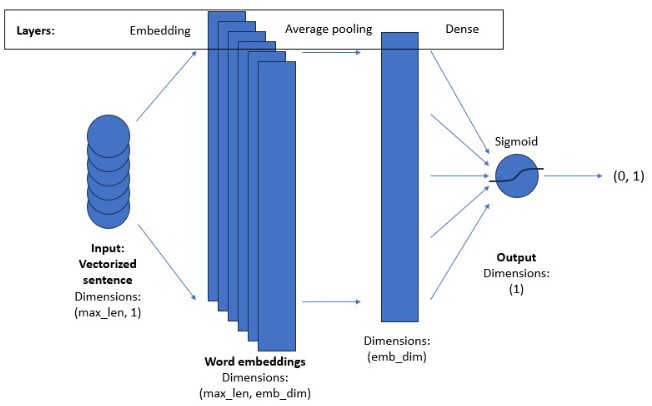 Layers: Embedding Average pooling Dense
Sigmoid
(0, 1)
Input:
Vectorized
sentence
Dimensions:
(max_len, 1)
Word embeddings
Dimensions:
(max_len, emb_dim)
Dimensions:
(emb_dim)
Output
Dimensions:
(1)